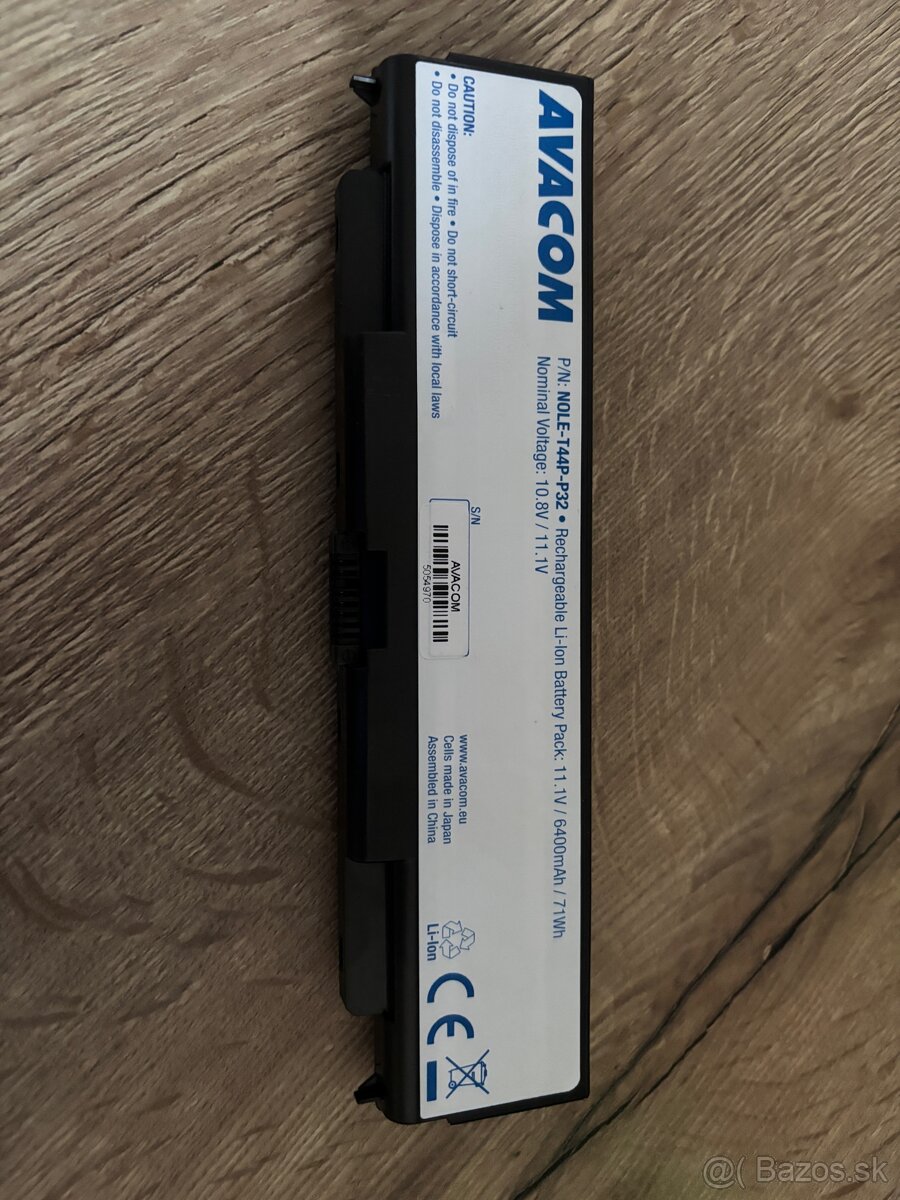 AVACOM
P/N: NOLE-T44P-P32 • Rechargeable Li-Ion Battery Pack: 11.1V / 6400mAh / 71Wh
Nominal Voltage: 10.8V / 11.1V
CAUTION:
• Do not dispose of in fire • Do not short-circuit
• Do not disassemble • Dispose in accordance with local laws
S/N
AVACOM
5054970
www.avacom.eu
Cells made in Japan
Assembled in China
Li-Ion
CE
@( Bazos.sk